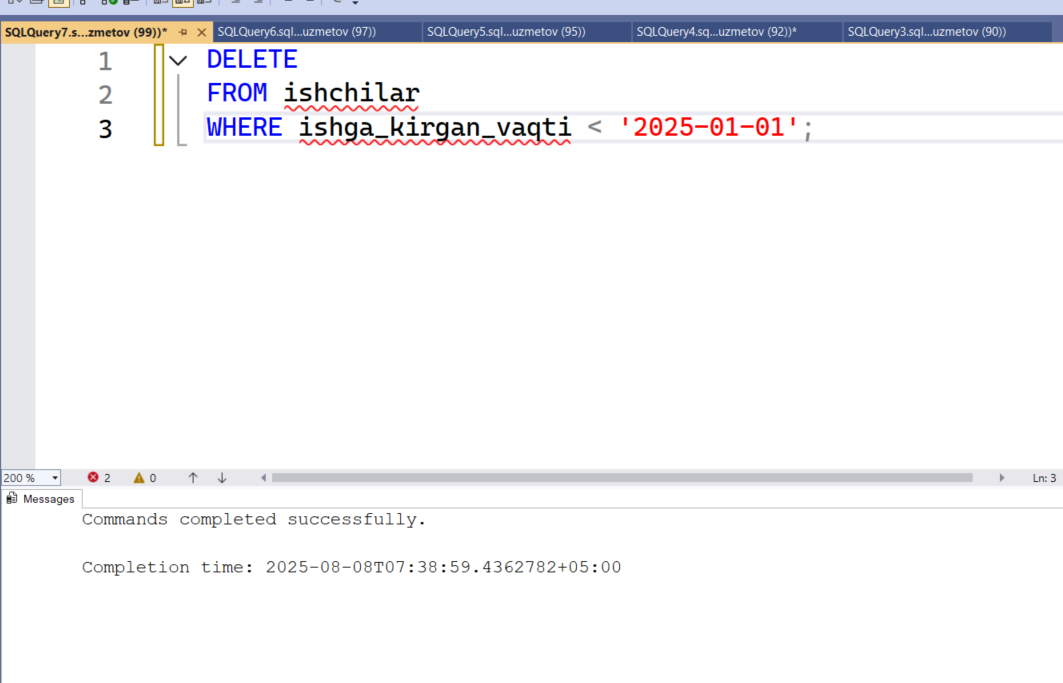 SQLQuery7.s...zmetov (99))*
SQLQuery6.sql...uzmetov (97))
SQLQuery5.sql...uzmetov (95))
SQLQuery4.sq...uzmetov (92))*
SQLQuery3.sql...uzmetov (90))
1 DELETE
2 FROM ishchilar
3 WHERE ishga_kirgan_vaqti < '2025-01-01';
200 % 2 0 Ln: 3
Messages
Commands completed successfully.
Completion time: 2025-08-08T07:38:59.4362782+05:00